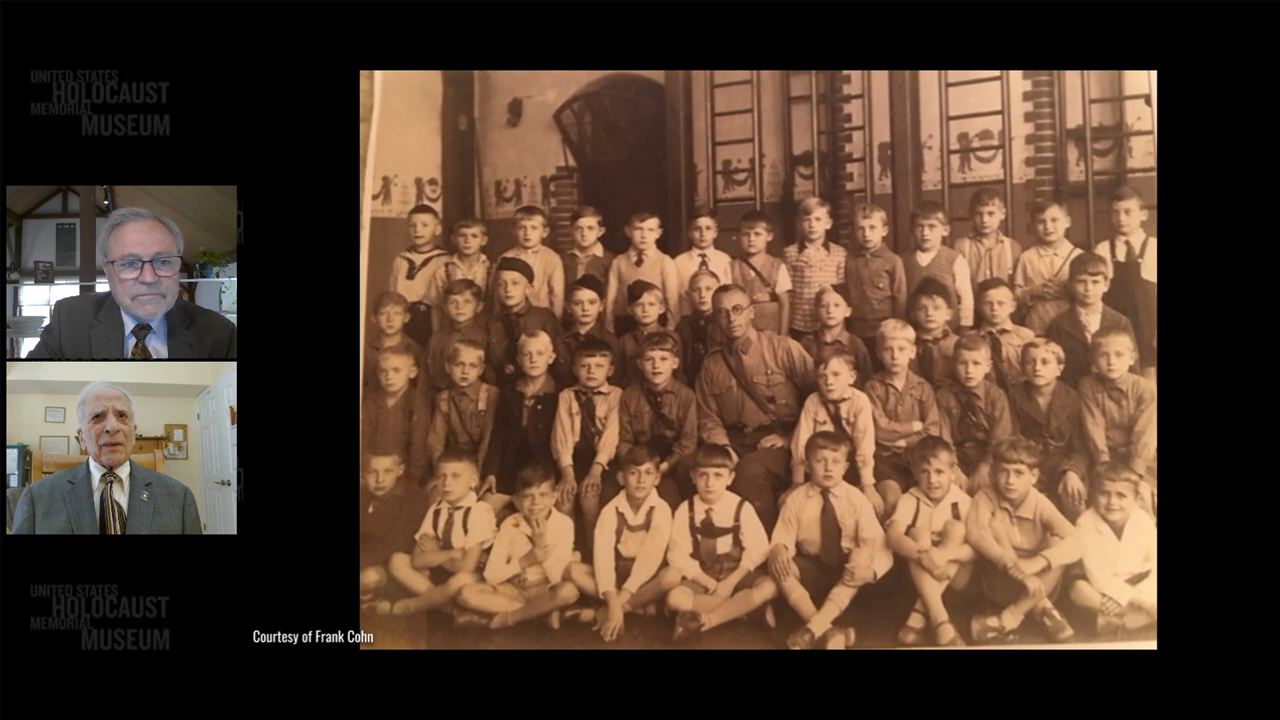 UNITED STATES
HOLOCAUST
MEMORIAL
MUSEUM
UNITED STATES
HOLOCAUST
MEMORIAL
MUSEUM
Courtesy of Frank Cohn